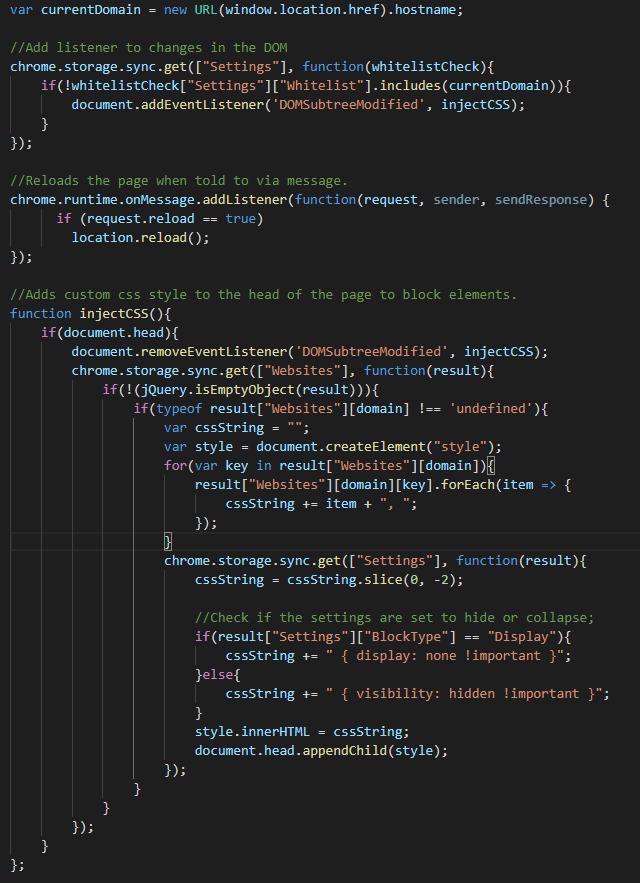 var currentDomain = new URL(window.location.href).hostname;
//Add listener to changes in the DOM
chrome.storage.sync.get(["Settings"], function(whitelistCheck){
if(!whitelistCheck["Settings"]["Whitelist"].includes(currentDomain)){
document.addEventListener('DOMSubtreeModified', injectCSS);
}
});
//Reloads the page when told to via message.
chrome.runtime.onMessage.addListener(function(request, sender, sendResponse) {
if (request.reload == true)
location.reload();
});
//Adds custom css style to the head of the page to block elements.
function injectCSS(){
if(document.head){
document.removeEventListener('DOMSubtreeModified', injectCSS);
chrome.storage.sync.get(["Websites"], function(result){
if(!(jQuery.isEmptyObject(result))){
if(typeof result["Websites"][domain] !== 'undefined'){
var cssString = "";
var style = document.createElement("style");
for(var key in result["Websites"][domain]){
result["Websites"][domain][key].forEach(item => {
cssString += item + ", ";
});
}
chrome.storage.sync.get(["Settings"], function(result){
cssString = cssString.slice(0, -2);
//Check if the settings are set to hide or collapse;
if(result["Settings"]["BlockType"] == "Display"){
cssString += " { display: none !important }";
}else{
cssString += " { visibility: hidden !important }";
}
style.innerHTML = cssString;
document.head.appendChild(style);
});
}
}
});
}
};